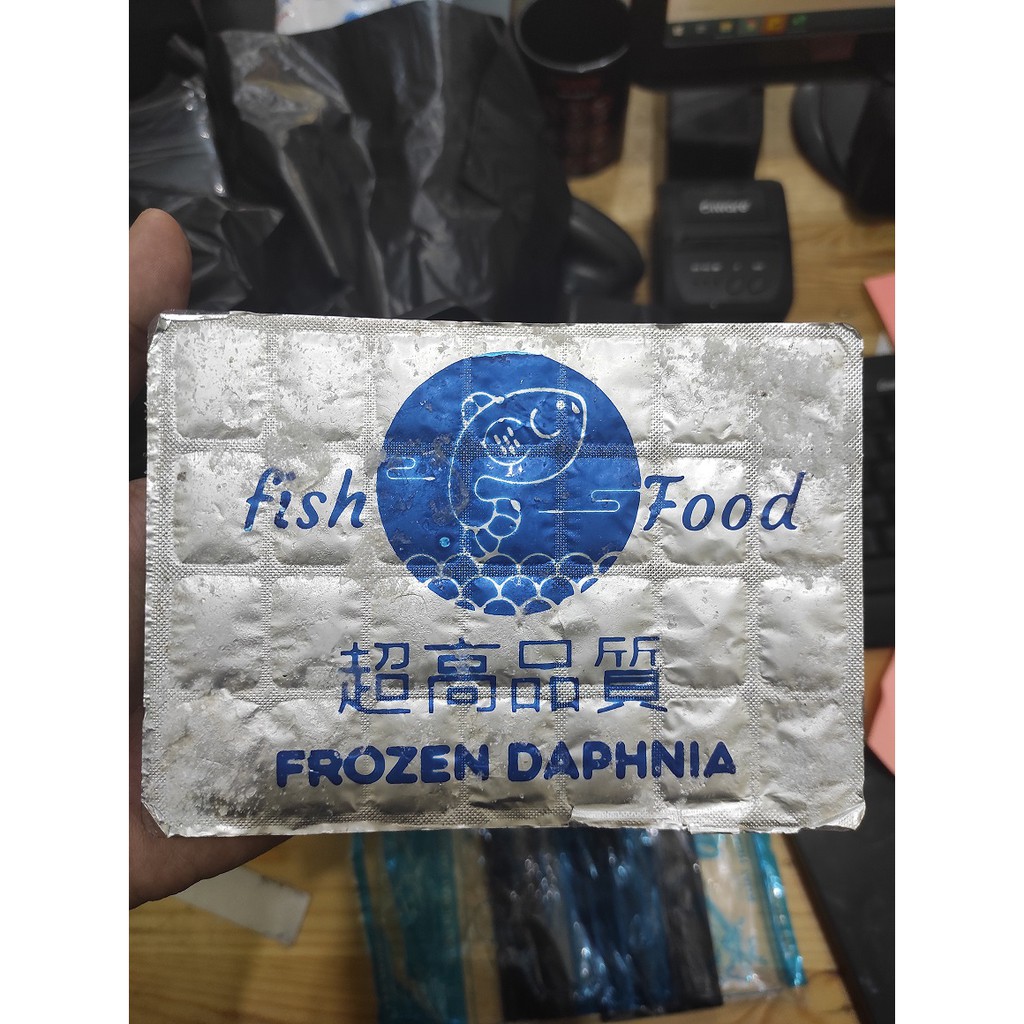 fish Food
超高品質
FROZEN DAPHNIA